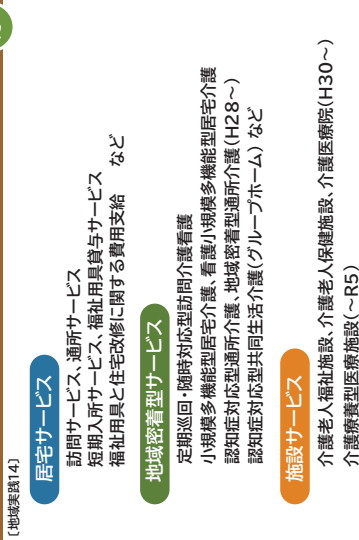 [地域実践14]
居宅サービス
訪問サービス、通所サービス
短期入所サービス、福祉用具貸与サービス
福祉用具と住宅改修に関する費用支給　など
地域密着型サービス
定期巡回・随時対応型訪問介護看護
小規模多機能型居宅介護、看護小規模多機能型居宅介護
認知症対応型通所介護、地域密着型通所介護(H28～)
認知症対応型共同生活介護(グループホーム) など
施設サービス
介護老人福祉施設、介護老人保健施設、介護医療院(H30～)
介護療養型医療施設(～R5)